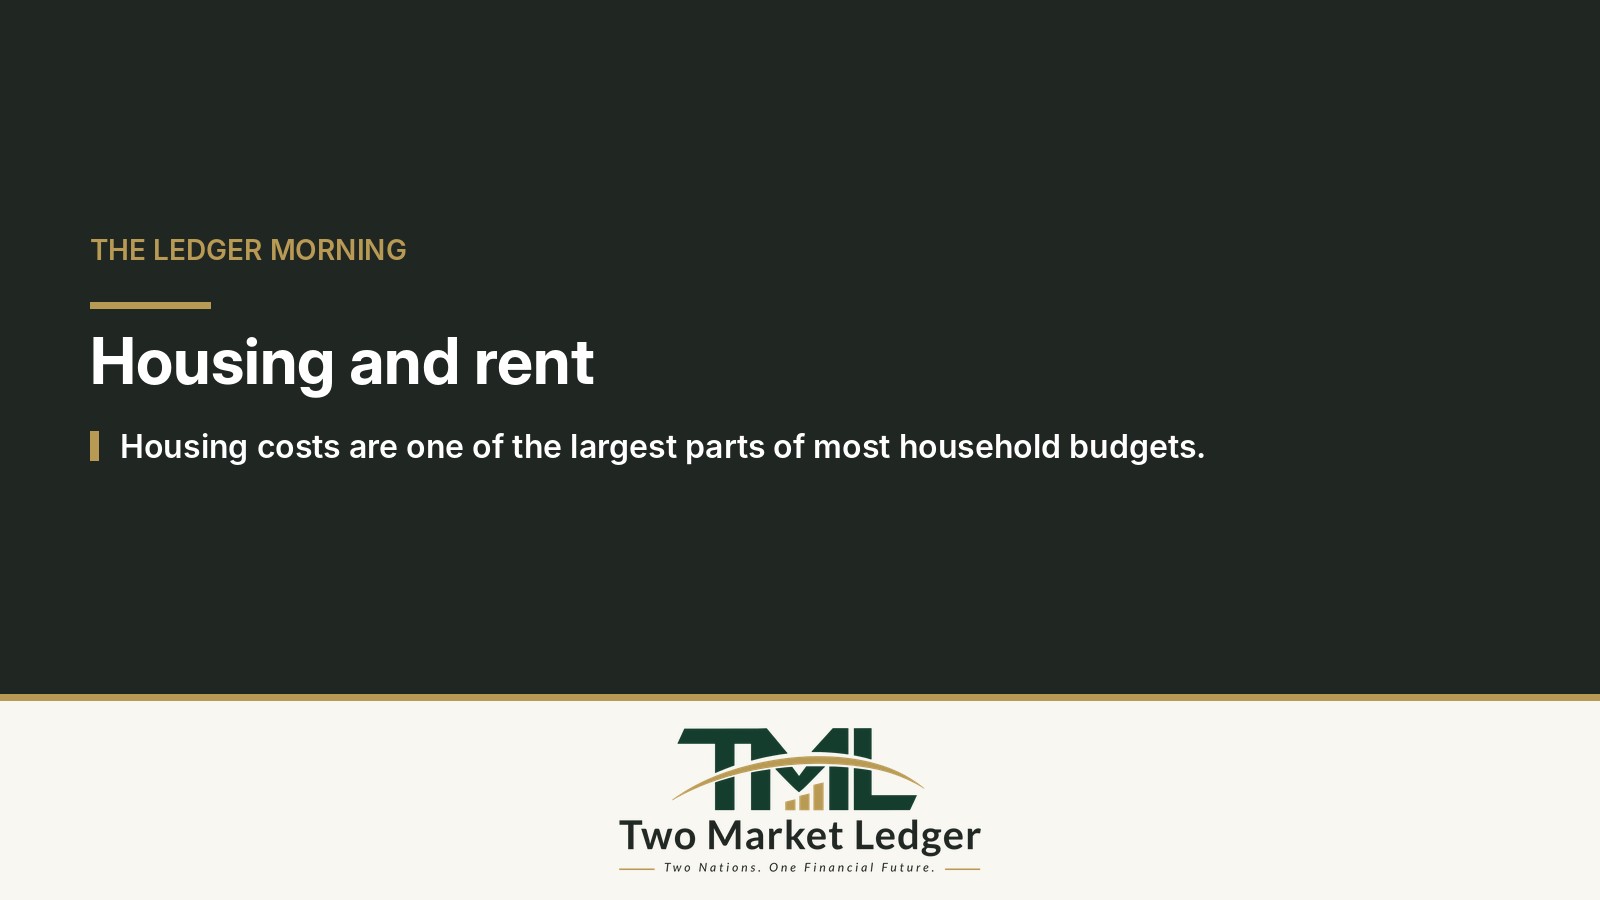 THE LEDGER MORNING
Housing and rent
Housing costs are one of the largest parts of most household budgets.
TML
Two Market Ledger
Two Nations. One Financial Future.